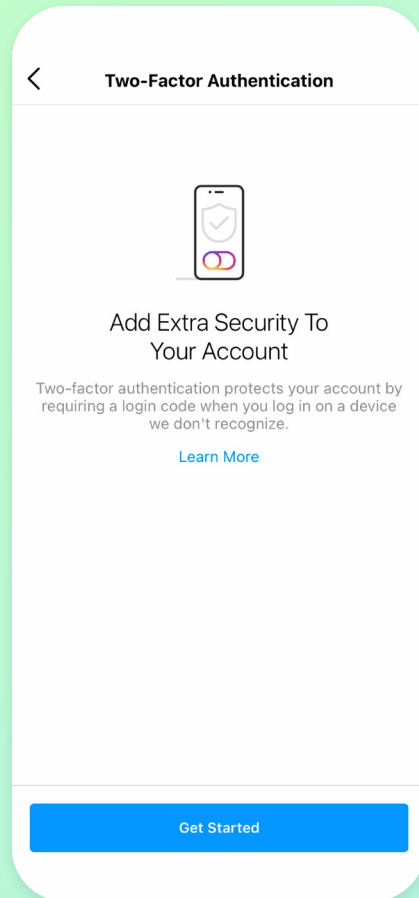 Two-Factor Authentication
Add Extra Security To
Your Account
Two-factor authentication protects your account by
requiring a login code when you log in on a device
we don't recognize.
Learn More
Get Started